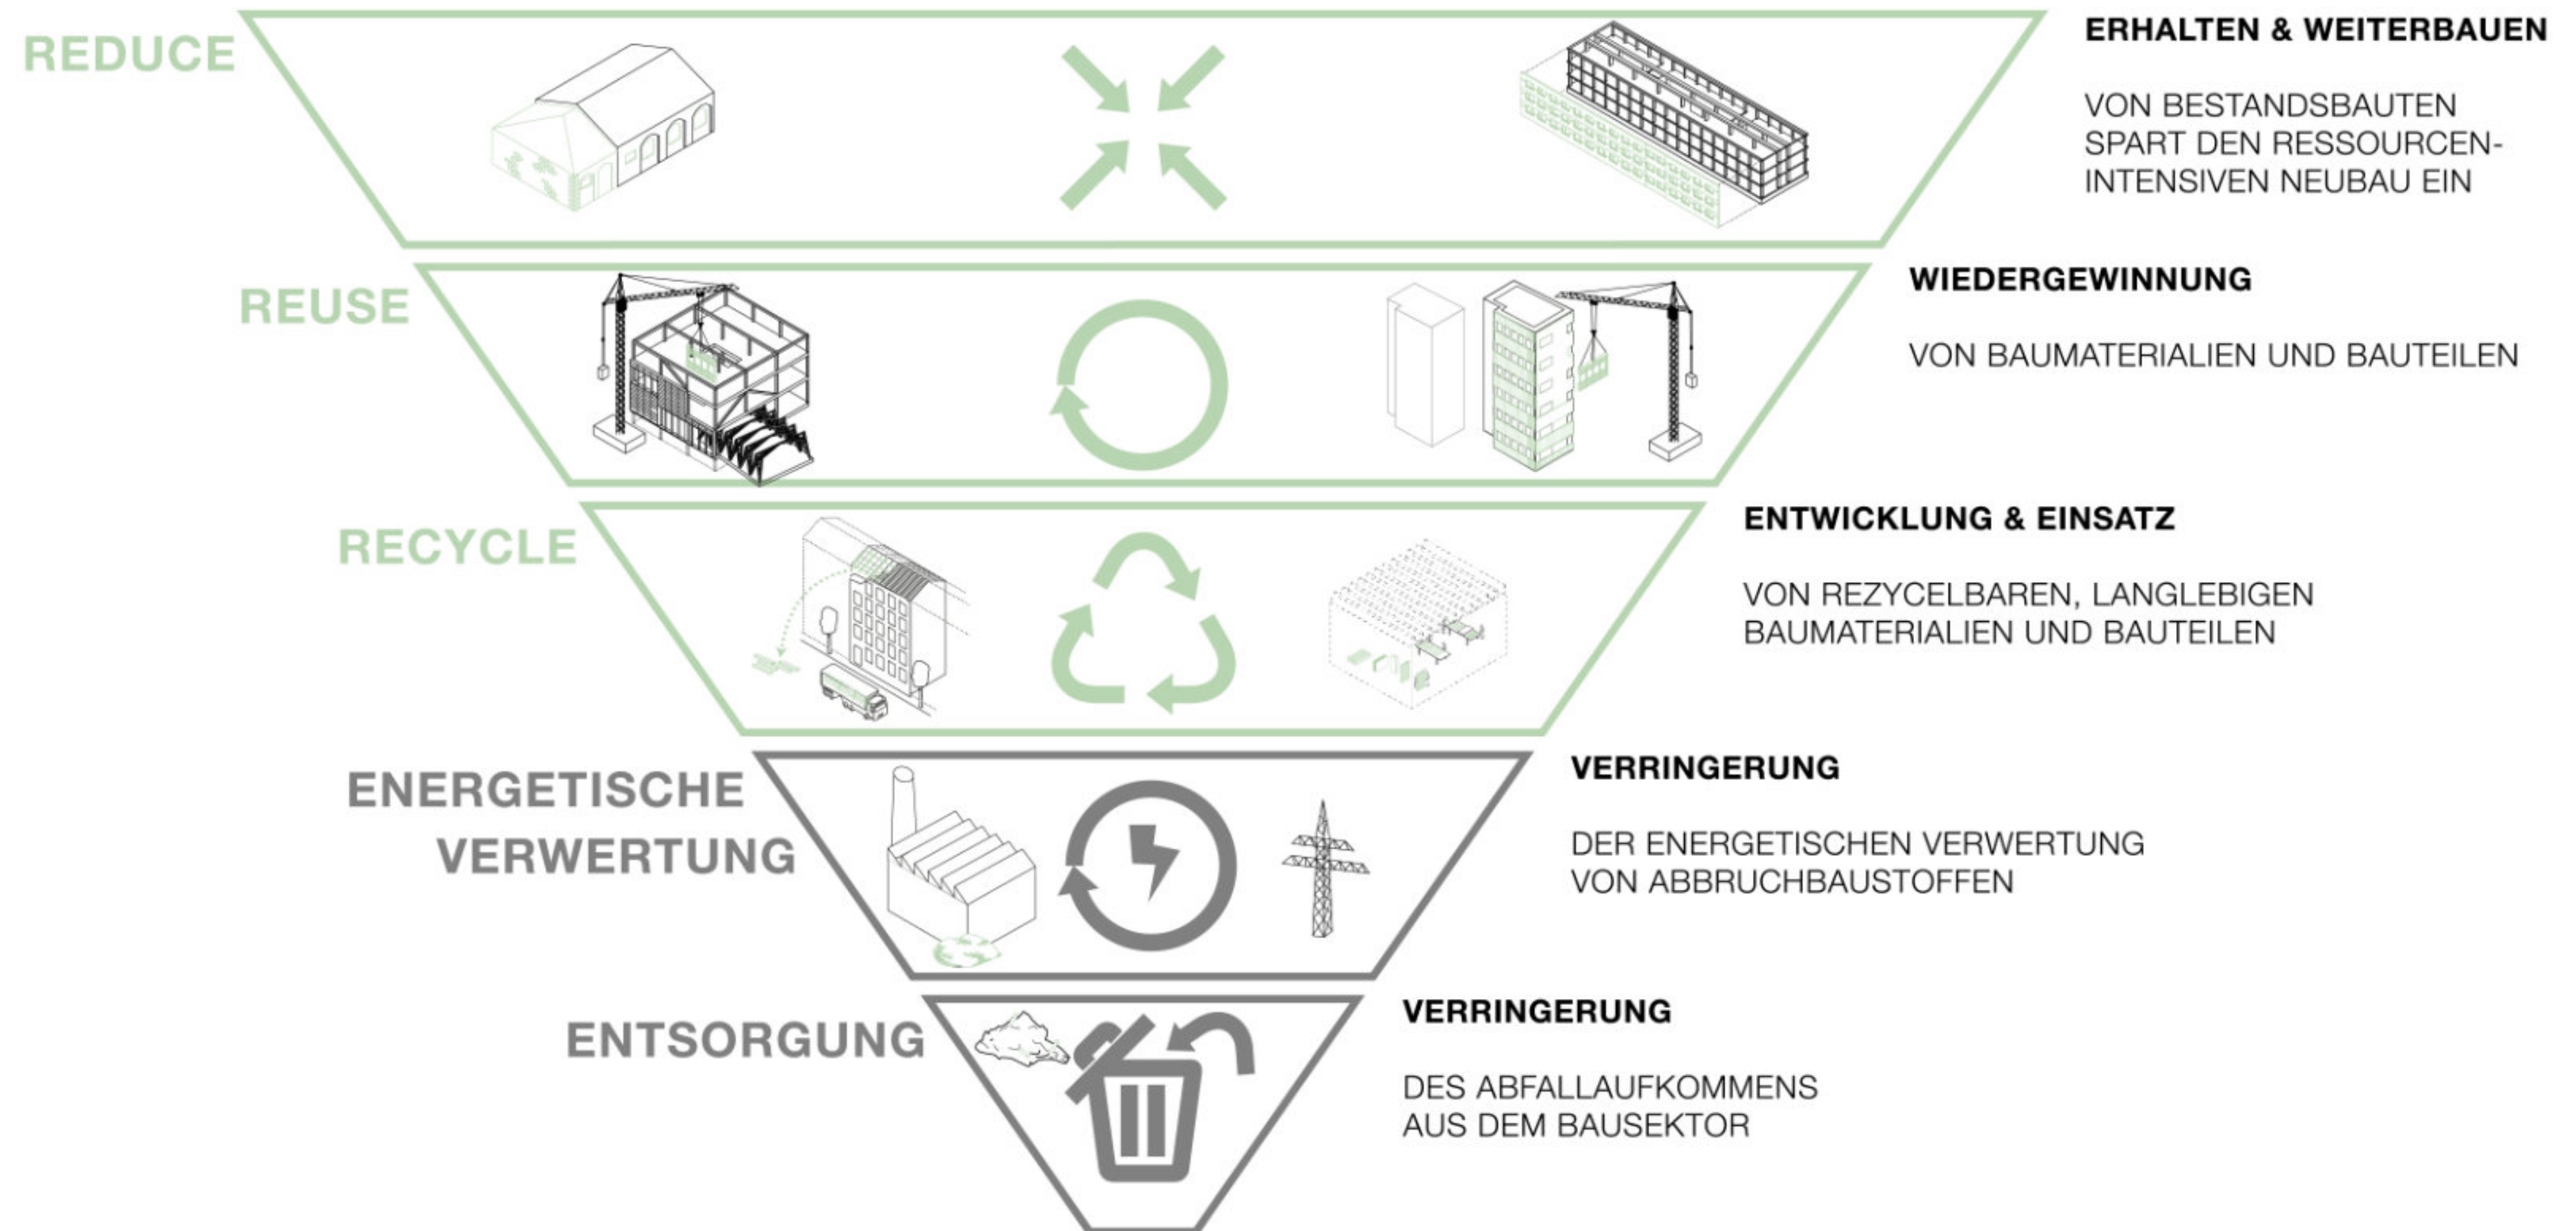 REDUCE
ERHALTEN & WEITERBAUEN
VON BESTANDSBAUTEN
SPART DEN RESSOURCEN-
INTENSIVEN NEUBAU EIN
REUSE
WIEDERGEWINNUNG
VON BAUMATERIALIEN UND BAUTEILEN
RECYCLE
ENTWICKLUNG & EINSATZ
VON REZYCELBAREN, LANGLEBIGEN
BAUMATERIALIEN UND BAUTEILEN
ENERGETISCHE
VERWERTUNG
VERRINGERUNG
DER ENERGETISCHEN VERWERTUNG
VON ABBRUCHBAUSTOFFEN
ENTSORGUNG
VERRINGERUNG
DES ABFALLAUFKOMMENS
AUS DEM BAUSEKTOR